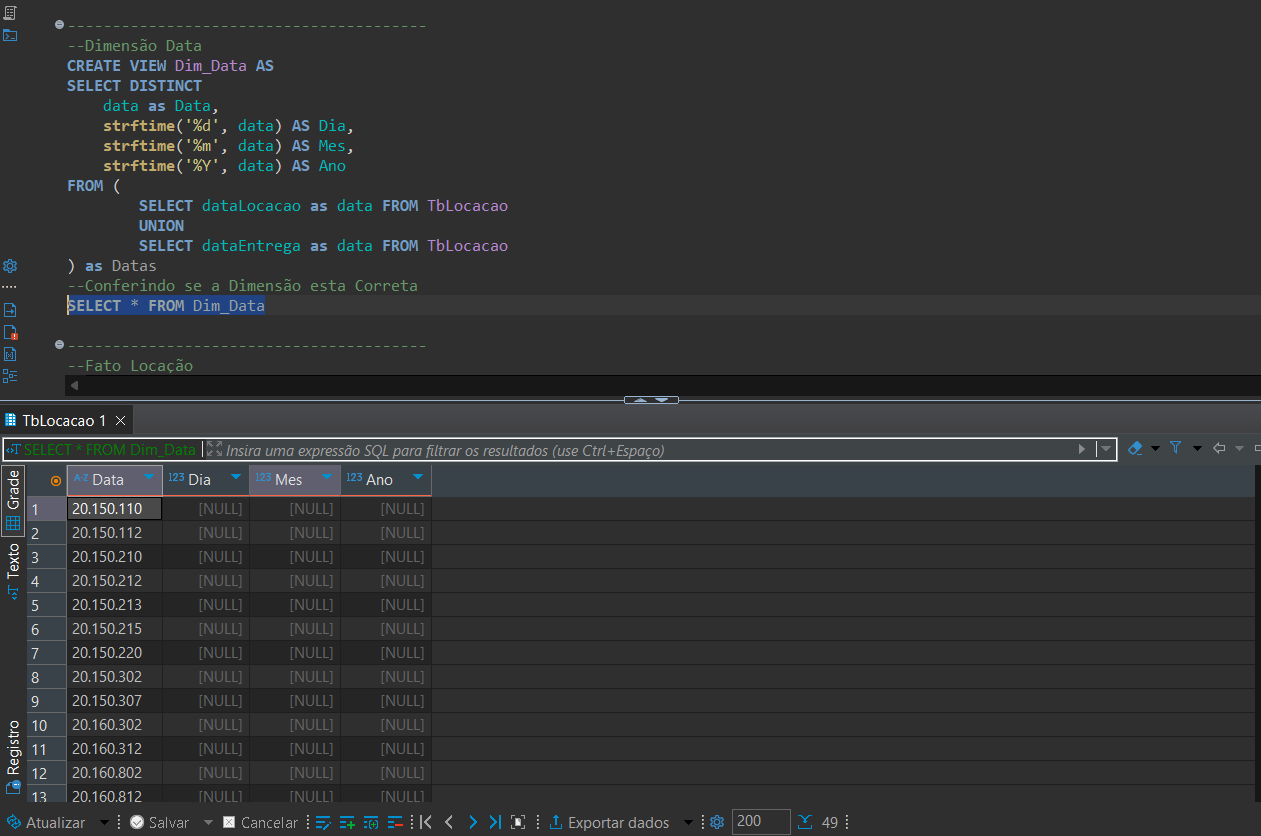 ----------------------------------------
--Dimensão Data
CREATE VIEW Dim_Data AS
SELECT DISTINCT
data as Data,
strftime('%d', data) AS Dia,
strftime('%m', data) AS Mes,
strftime('%Y', data) AS Ano
FROM (
SELECT dataLocacao as data FROM TbLocacao
UNION
SELECT dataEntrega as data FROM TbLocacao
) as Datas
--Conferindo se a Dimensão esta Correta
SELECT * FROM Dim_Data
----------------------------------------
--Fato Locação
TbLocacao 1
SELECT * FROM Dim_Data Insira uma expressão SQL para filtrar os resultados (use Ctrl+Espaço)
Grade
Texto
Registro
A-Z Data 123 Dia 123 Mes 123 Ano
1 20.150.110 [NULL] [NULL] [NULL]
2 20.150.112 [NULL] [NULL] [NULL]
3 20.150.210 [NULL] [NULL] [NULL]
4 20.150.212 [NULL] [NULL] [NULL]
5 20.150.213 [NULL] [NULL] [NULL]
6 20.150.215 [NULL] [NULL] [NULL]
7 20.150.220 [NULL] [NULL] [NULL]
8 20.150.302 [NULL] [NULL] [NULL]
9 20.150.307 [NULL] [NULL] [NULL]
10 20.160.302 [NULL] [NULL] [NULL]
11 20.160.312 [NULL] [NULL] [NULL]
12 20.160.802 [NULL] [NULL] [NULL]
13 20.160.812 [NULL] [NULL] [NULL]
Atualizar Salvar Cancelar Exportar dados 200 49